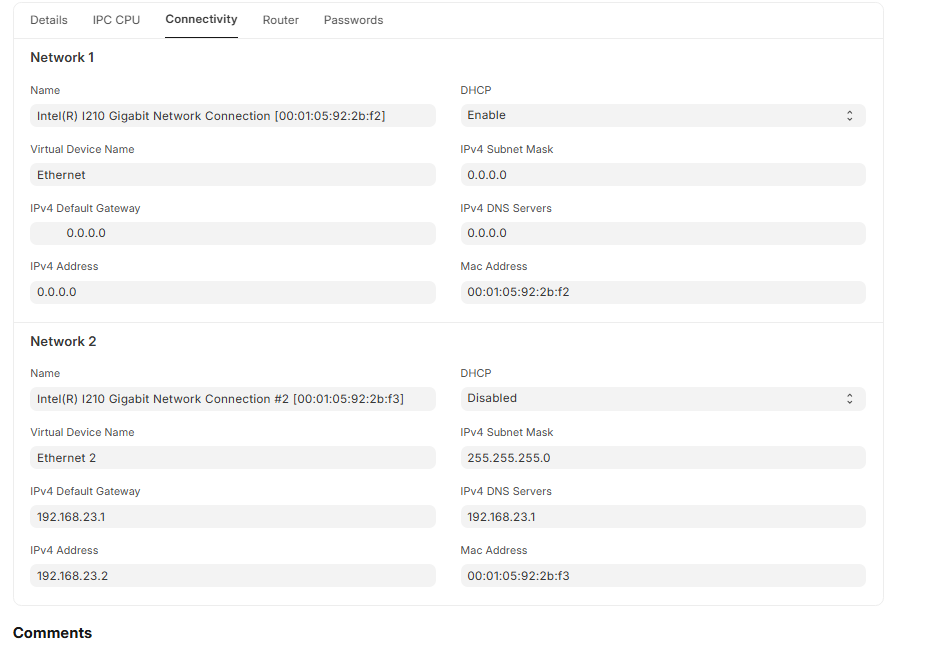 Details IPC CPU Connectivity Router Passwords
Network 1
Name DHCP
Intel(R) I210 Gigabit Network Connection [00:01:05:92:2b:f2] Enable
Virtual Device Name IPv4 Subnet Mask
Ethernet 0.0.0.0
IPv4 Default Gateway IPv4 DNS Servers
0.0.0.0 0.0.0.0
IPv4 Address Mac Address
0.0.0.0 00:01:05:92:2b:f2
Network 2
Name DHCP
Intel(R) I210 Gigabit Network Connection #2 [00:01:05:92:2b:f3] Disabled
Virtual Device Name IPv4 Subnet Mask
Ethernet 2 255.255.255.0
IPv4 Default Gateway IPv4 DNS Servers
192.168.23.1 192.168.23.1
IPv4 Address Mac Address
192.168.23.2 00:01:05:92:2b:f3
Comments